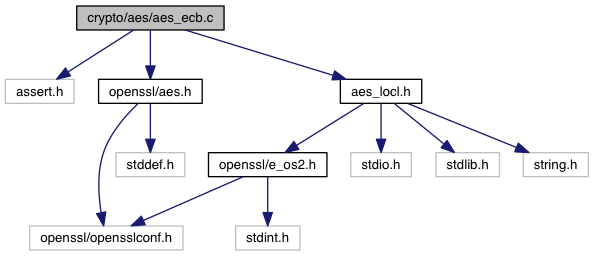 crypto/aes/aes_ecb.c
assert.h
openssl/aes.h
aes_locl.h
stddef.h
openssl/e_os2.h
stdio.h
stdlib.h
string.h
openssl/opensslconf.h
stdint.h